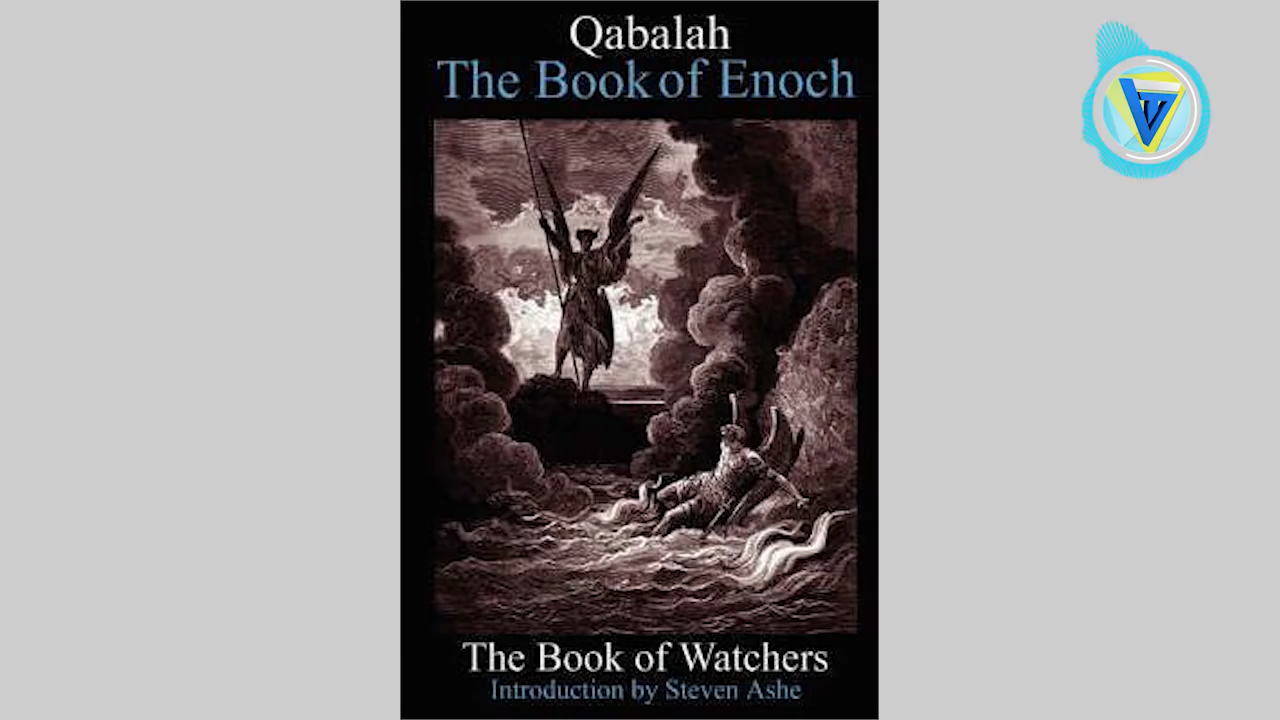 Qabalah
The Book of Enoch
The Book of Watchers
Introduction by Steven Ashe